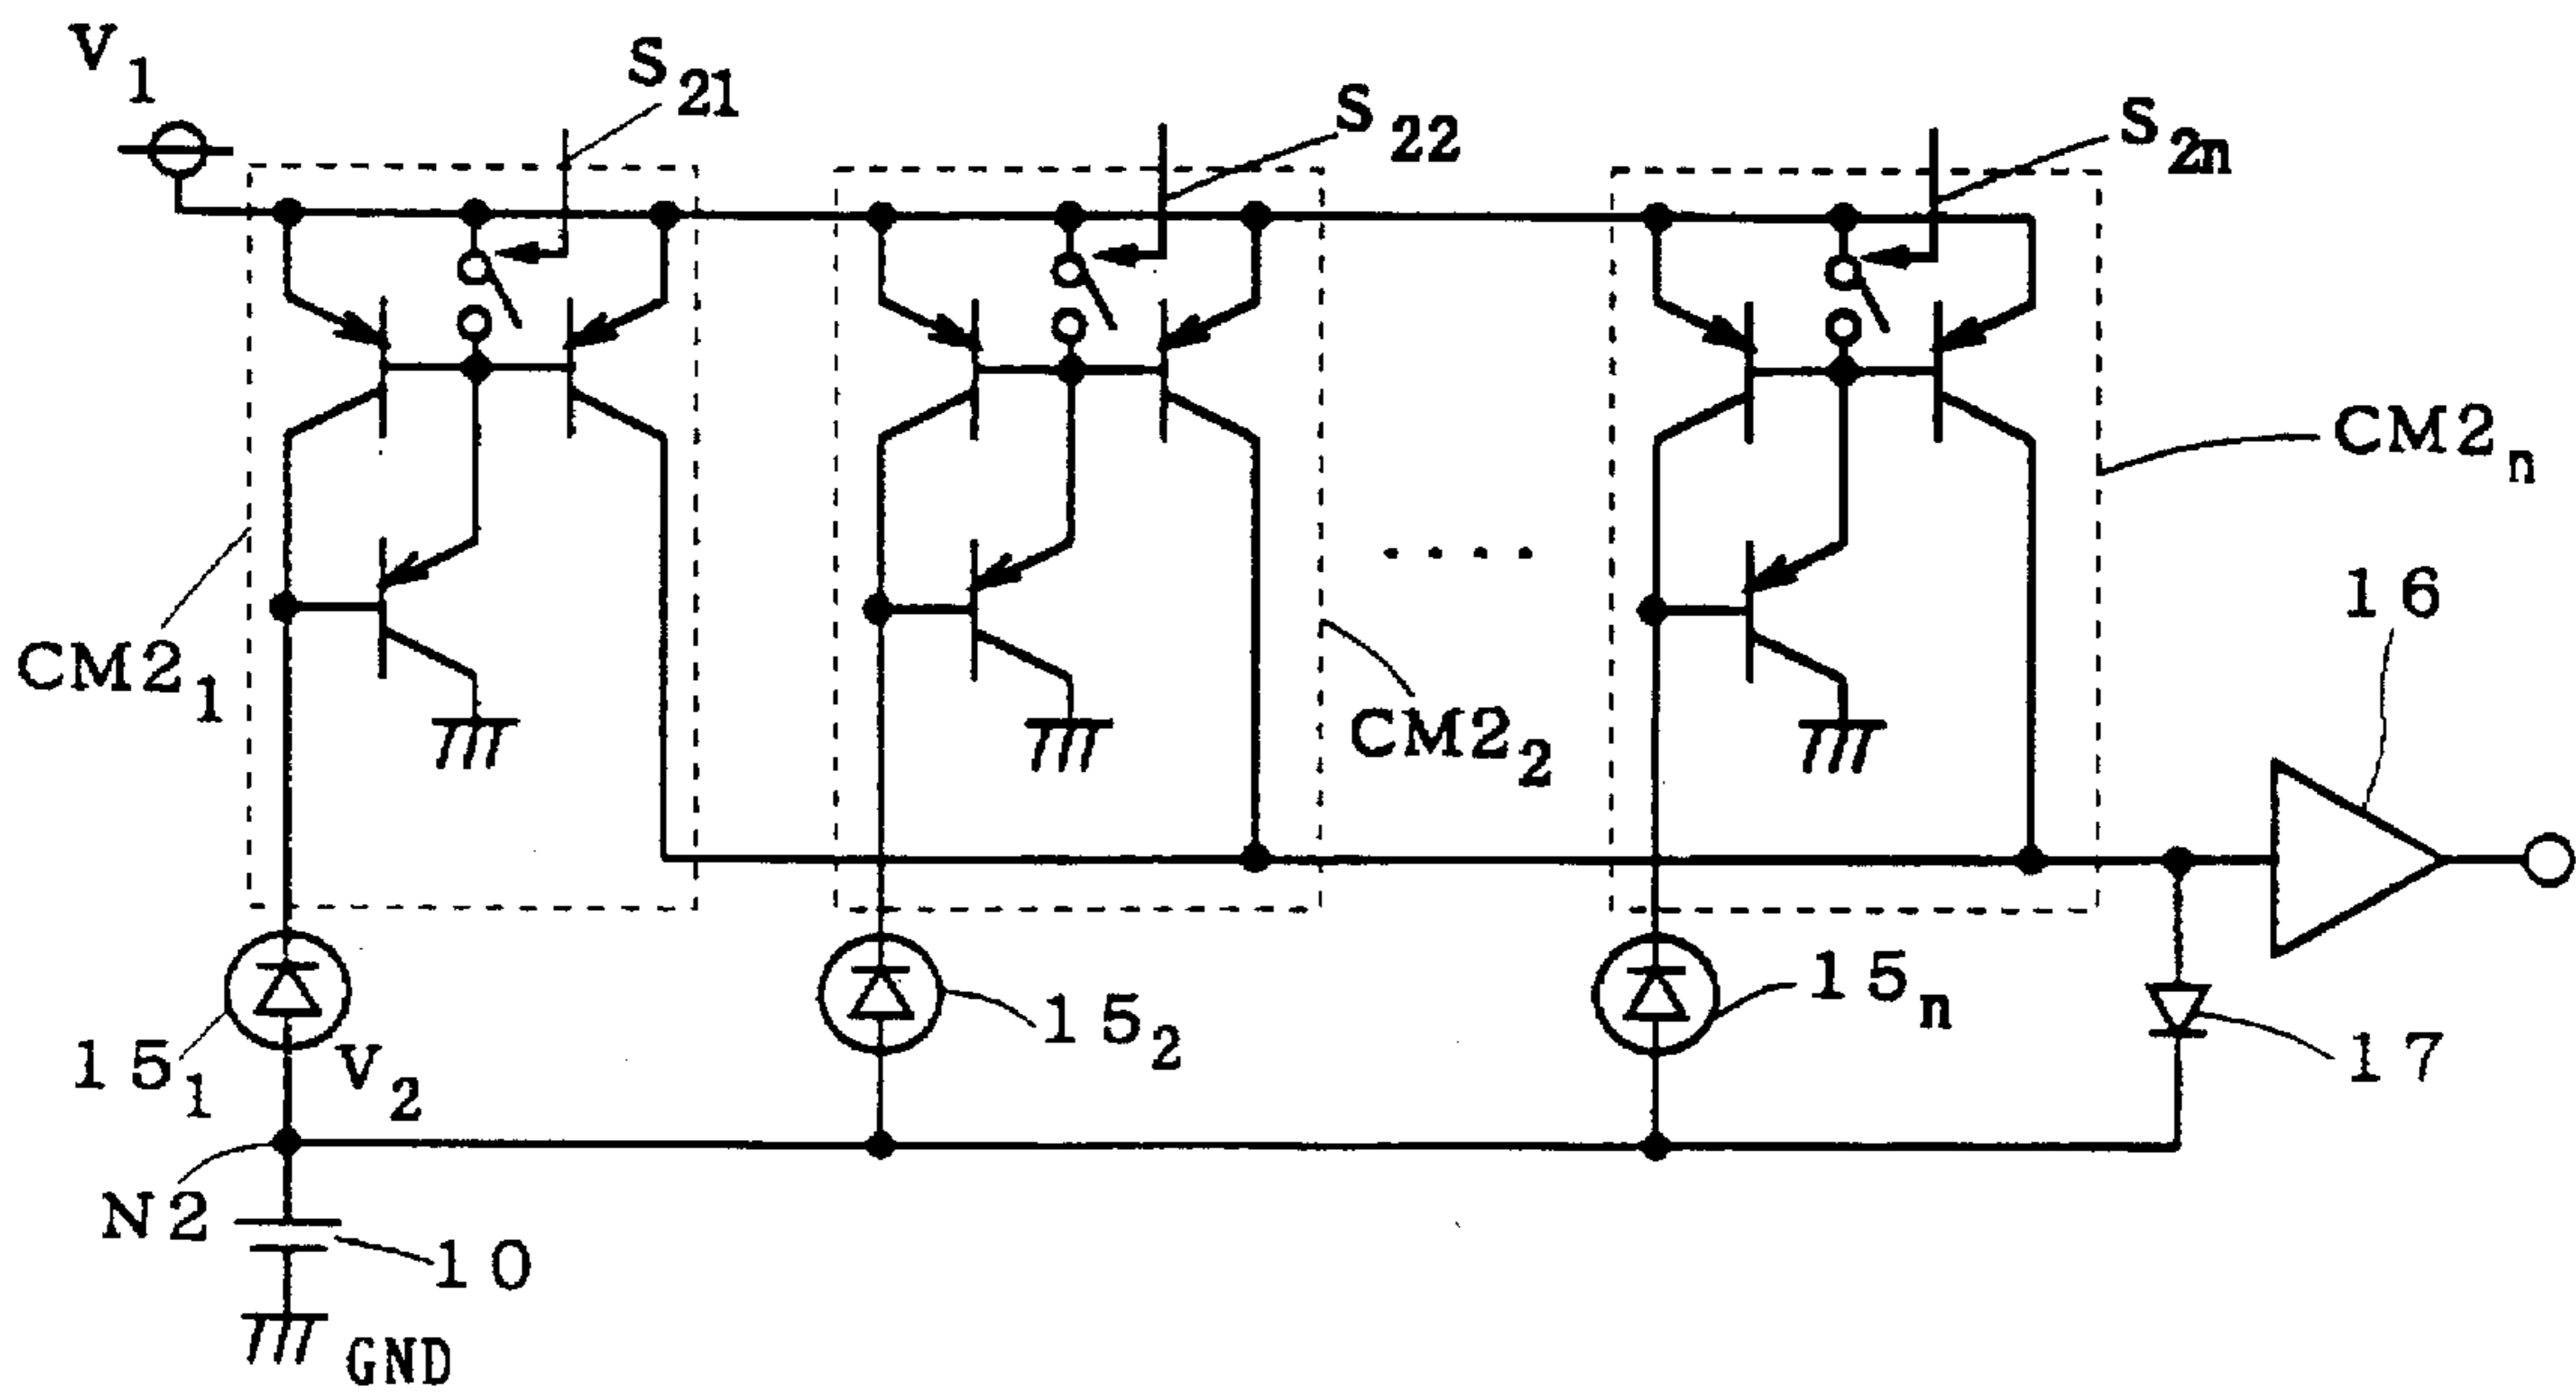 V₁
S₂₁
S₂₂
S₂ₙ
CM2ₙ
16
CM2₁
CM2₂
15₁
V₂
15₂
15ₙ
17
N2
10
GND